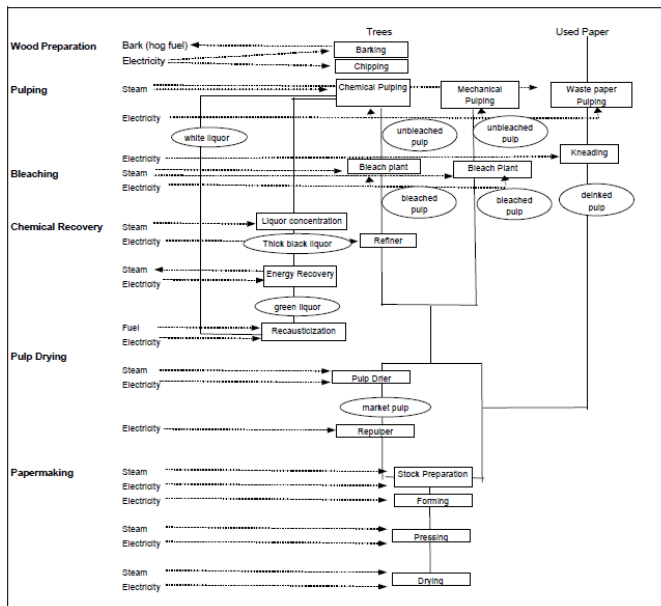 Trees
Used Paper
Wood Preparation
Bark (hog fuel)
Barking
Electricity
Chipping
Pulping
Steam
Chemical Pulping
Mechanical
Pulping
Waste paper
Pulping
Electricity
white liquor
unbleached
pulp
unbleached
pulp
Electricity
Kneading
Bleaching
Steam
Bleach plant
Bleach Plant
Electricity
bleached
pulp
bleached
pulp
deinked
pulp
Chemical Recovery
Steam
Liquor concentration
Electricity
Thick black liquor
Refiner
Steam
Energy Recovery
Electricity
green liquor
Fuel
Recausticization
Electricity
Pulp Drying
Steam
Pulp Drier
Electricity
market pulp
Electricity
Repulper
Papermaking
Steam
Stock Preparation
Electricity
Electricity
Forming
Steam
Pressing
Electricity
Steam
Drying
Electricity